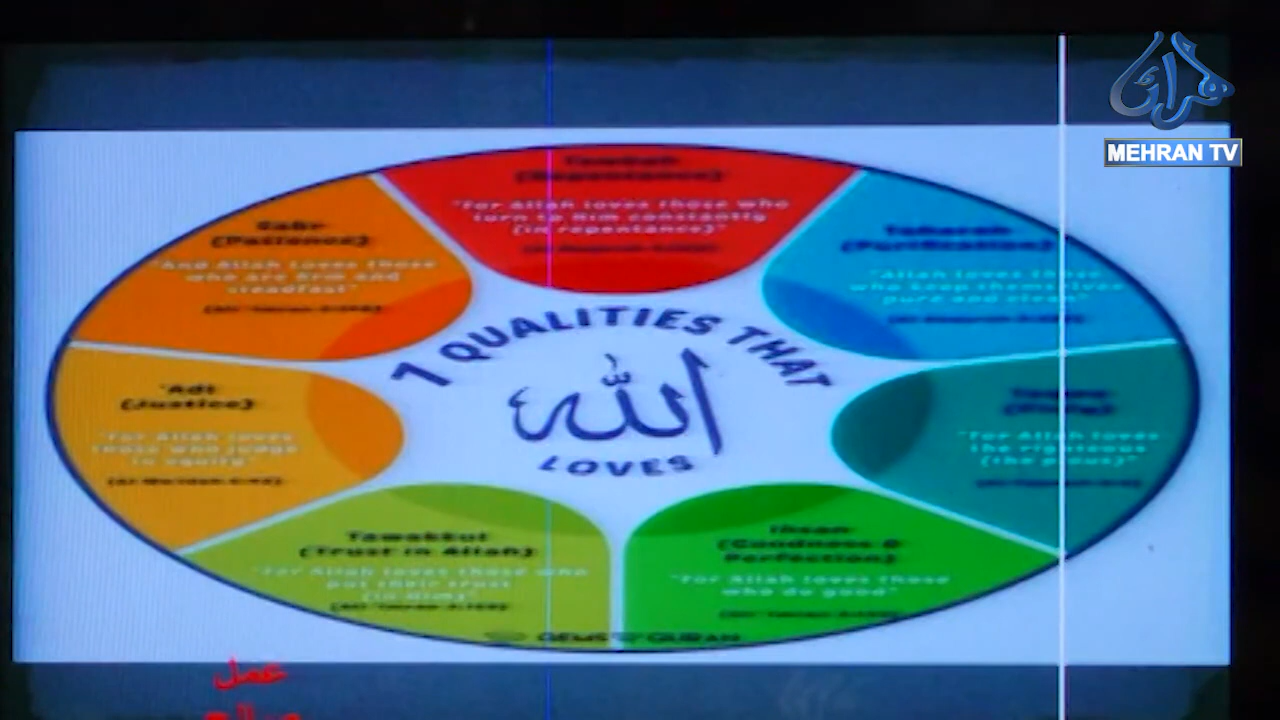 MEHRAN TV
(Repentance)
"For Allah loves those who
turn to Him constantly
(in repentance)"
Taharah
(Purification)
"Allah loves those
who keep themselves
pure and clean"
Taqwa
(Piety)
"For Allah loves
the righteous
(the pious)"
Ihsan
(Goodness &
Perfection)
"For Allah loves those
who do good"
Tawakkul
(Trust in Allah)
"For Allah loves those who
put their trust
(in Him)"
'Adl
(Justice)
"For Allah loves
those who judge
in equity"
Sabr
(Patience)
"And Allah loves those
who are firm and
steadfast"
7 QUALITIES THAT
الله
LOVES
GEMS QURAN
عمل